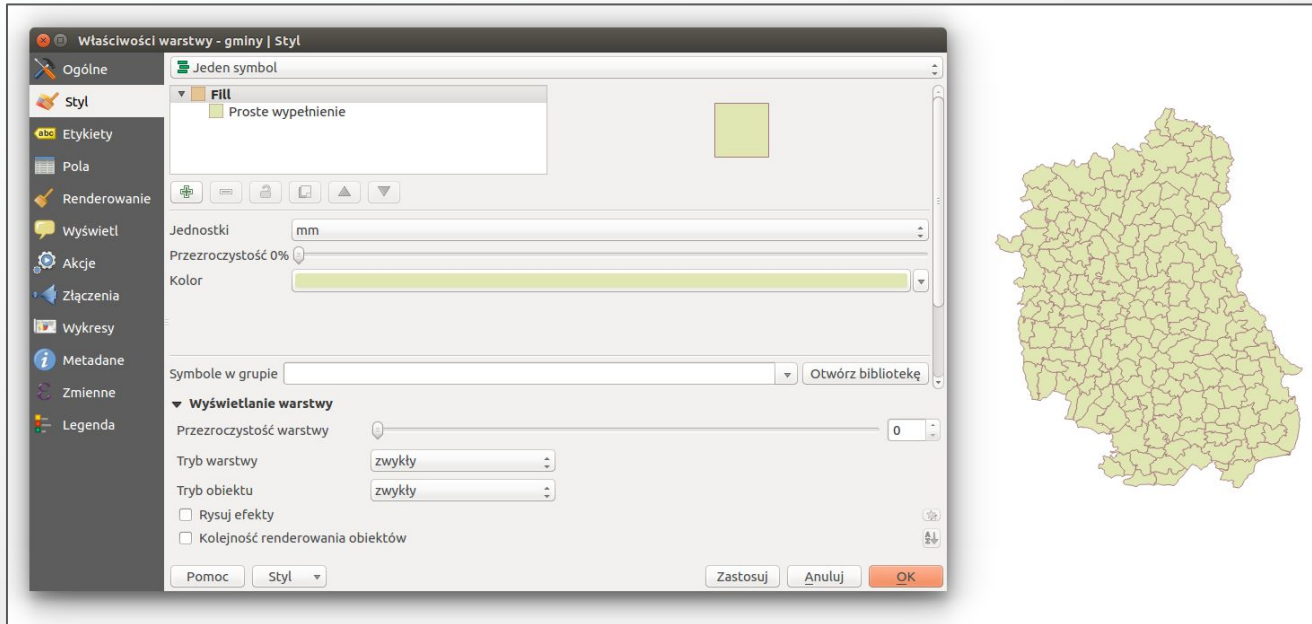 Właściwości warstwy - gminy | Styl
Ogólne
Styl
abc Etykiety
Pola
Renderowanie
Wyświetl
Akcje
Złączenia
Wykresy
Metadane
Zmienne
Legenda
Jeden symbol
Fill
Proste wypełnienie
Jednostki mm
Przezroczystość 0%
Kolor
Symbole w grupie Otwórz bibliotekę
Wyświetlanie warstwy
Przezroczystość warstwy 0
Tryb warstwy zwykły
Tryb obiektu zwykły
Rysuj efekty
Kolejność renderowania obiektów
Pomoc Styl Zastosuj Anuluj OK